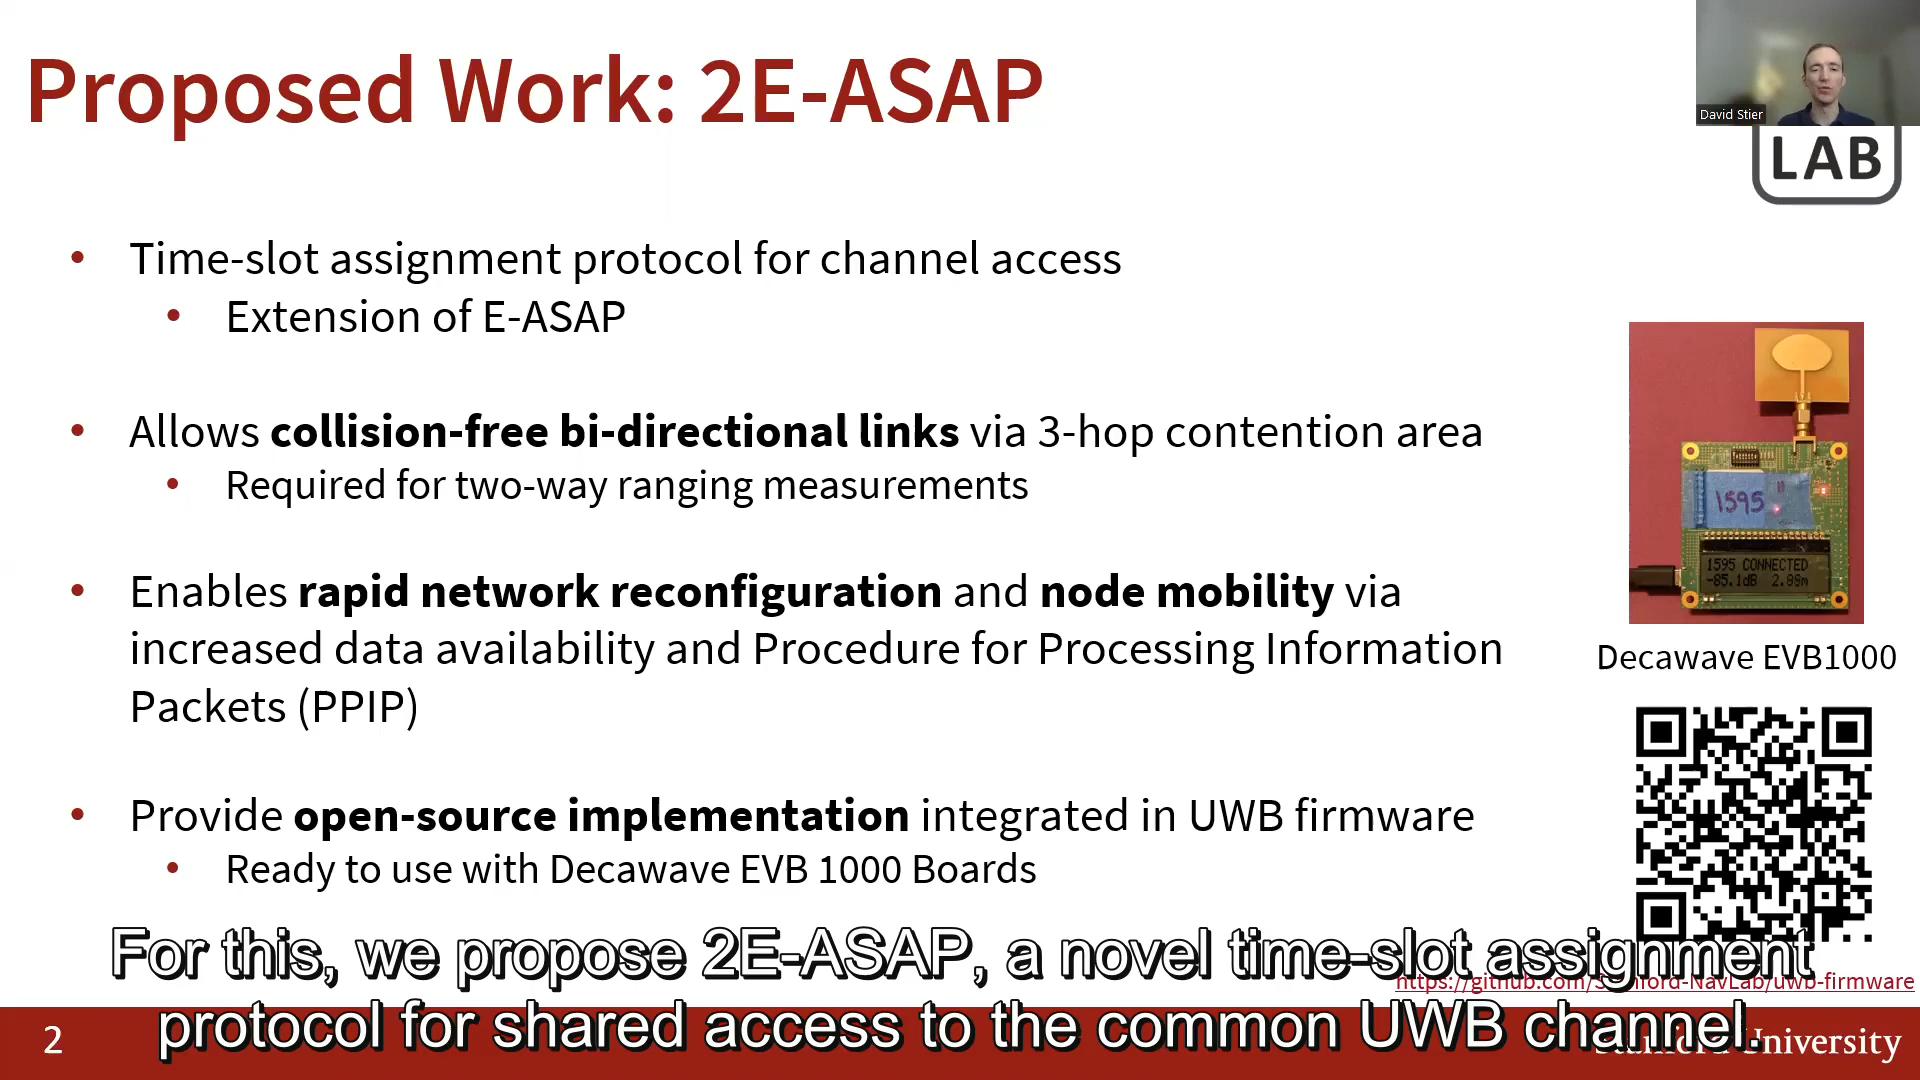 Proposed Work: 2E-ASAP
David Stier
LAB
• Time-slot assignment protocol for channel access
• Extension of E-ASAP
• Allows collision-free bi-directional links via 3-hop contention area
• Required for two-way ranging measurements
• Enables rapid network reconfiguration and node mobility via
increased data availability and Procedure for Processing Information
Packets (PPIP)
• Provide open-source implementation integrated in UWB firmware
• Ready to use with Decawave EVB 1000 Boards
1595
1595 CONNECTED
-85.1dB 2.89m
Decawave EVB1000
https://github.com/Stanford-NavLab/uwb-firmware
For this, we propose 2E-ASAP, a novel time-slot assignment
protocol for shared access to the common UWB channel.
2
Stanford University